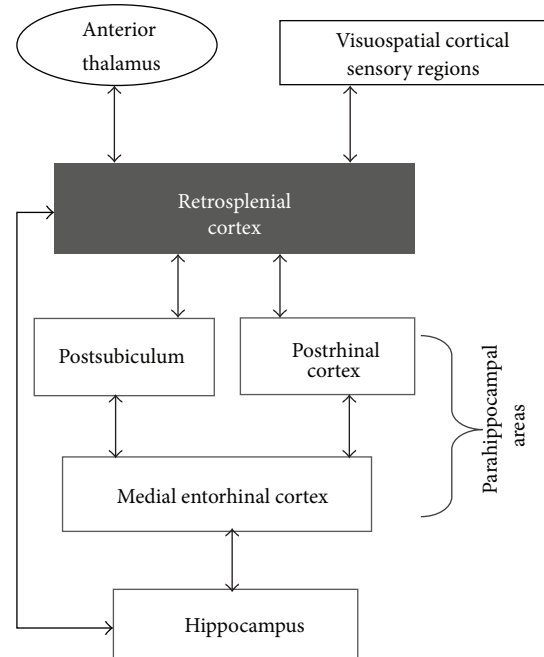 Anterior
thalamus
Visuospatial cortical
sensory regions
Retrosplenial
cortex
Postsubiculum
Postrhinal
cortex
Parahippocampal
areas
Medial entorhinal cortex
Hippocampus